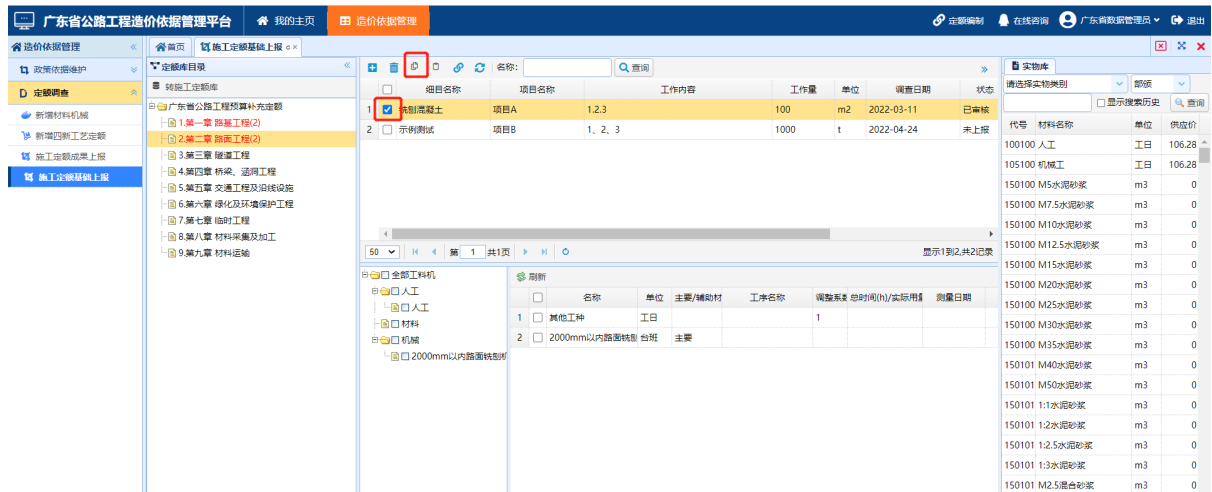 广东省公路工程造价依据管理平台 我的主页 造价依据管理 定额编制 在线咨询 广东省数据管理员 退出
造价依据管理
政策依据维护
定额调查
新增材料机械
新增四新工艺定额
施工定额成果上报
施工定额基础上报
首页 施工定额基础上报
定额库目录
转施工定额库
广东省公路工程预算补充定额
1.第一章 路基工程(2)
2.第二章 路面工程(2)
3.第三章 隧道工程
4.第四章 桥梁、涵洞工程
5.第五章 交通工程及沿线设施
6.第六章 绿化及环境保护工程
7.第七章 临时工程
8.第八章 材料采集及加工
9.第九章 材料运输
名称: 查询
细目名称 项目名称 工作内容 工作量 单位 调查日期 状态
1 铣刨混凝土 项目A 1.2.3 100 m2 2022-03-11 已审核
2 示例测试 项目B 1、2、3 1000 t 2022-04-24 未上报
50 第 1 共1页 显示1到2,共2记录
全部工料机
人工
人工
材料
机械
2000mm以内路面铣刨机
刷新
名称 单位 主要/辅助材 工序名称 调整系数 总时间(h)/实际用量 测量日期
1 其他工种 工日 1
2 2000mm以内路面铣刨 台班 主要
实物库
请选择实物类别 部颁
显示搜索历史 查询
代号 材料名称 单位 供应价
100100 人工 工日 106.28
105100 机械工 工日 106.28
150100 M5水泥砂浆 m3 0
150100 M7.5水泥砂浆 m3 0
150100 M10水泥砂浆 m3 0
150100 M12.5水泥砂浆 m3 0
150100 M15水泥砂浆 m3 0
150100 M20水泥砂浆 m3 0
150100 M25水泥砂浆 m3 0
150100 M30水泥砂浆 m3 0
150100 M35水泥砂浆 m3 0
150101 M40水泥砂浆 m3 0
150101 M50水泥砂浆 m3 0
150101 1:1水泥砂浆 m3 0
150101 1:2水泥砂浆 m3 0
150101 1:2.5水泥砂浆 m3 0
150101 1:3水泥砂浆 m3 0
150101 M2.5混合砂浆 m3 0